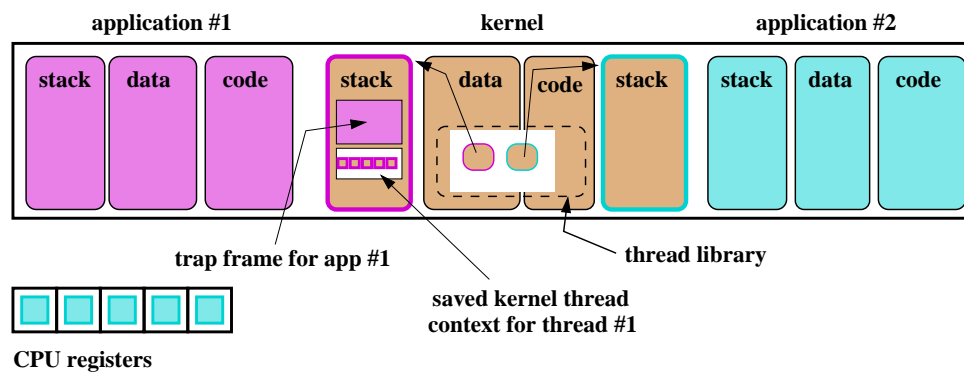 application #1
kernel
application #2
stack
data
code
stack
data
code
stack
stack
data
code
trap frame for app #1
thread library
saved kernel thread
context for thread #1
CPU registers